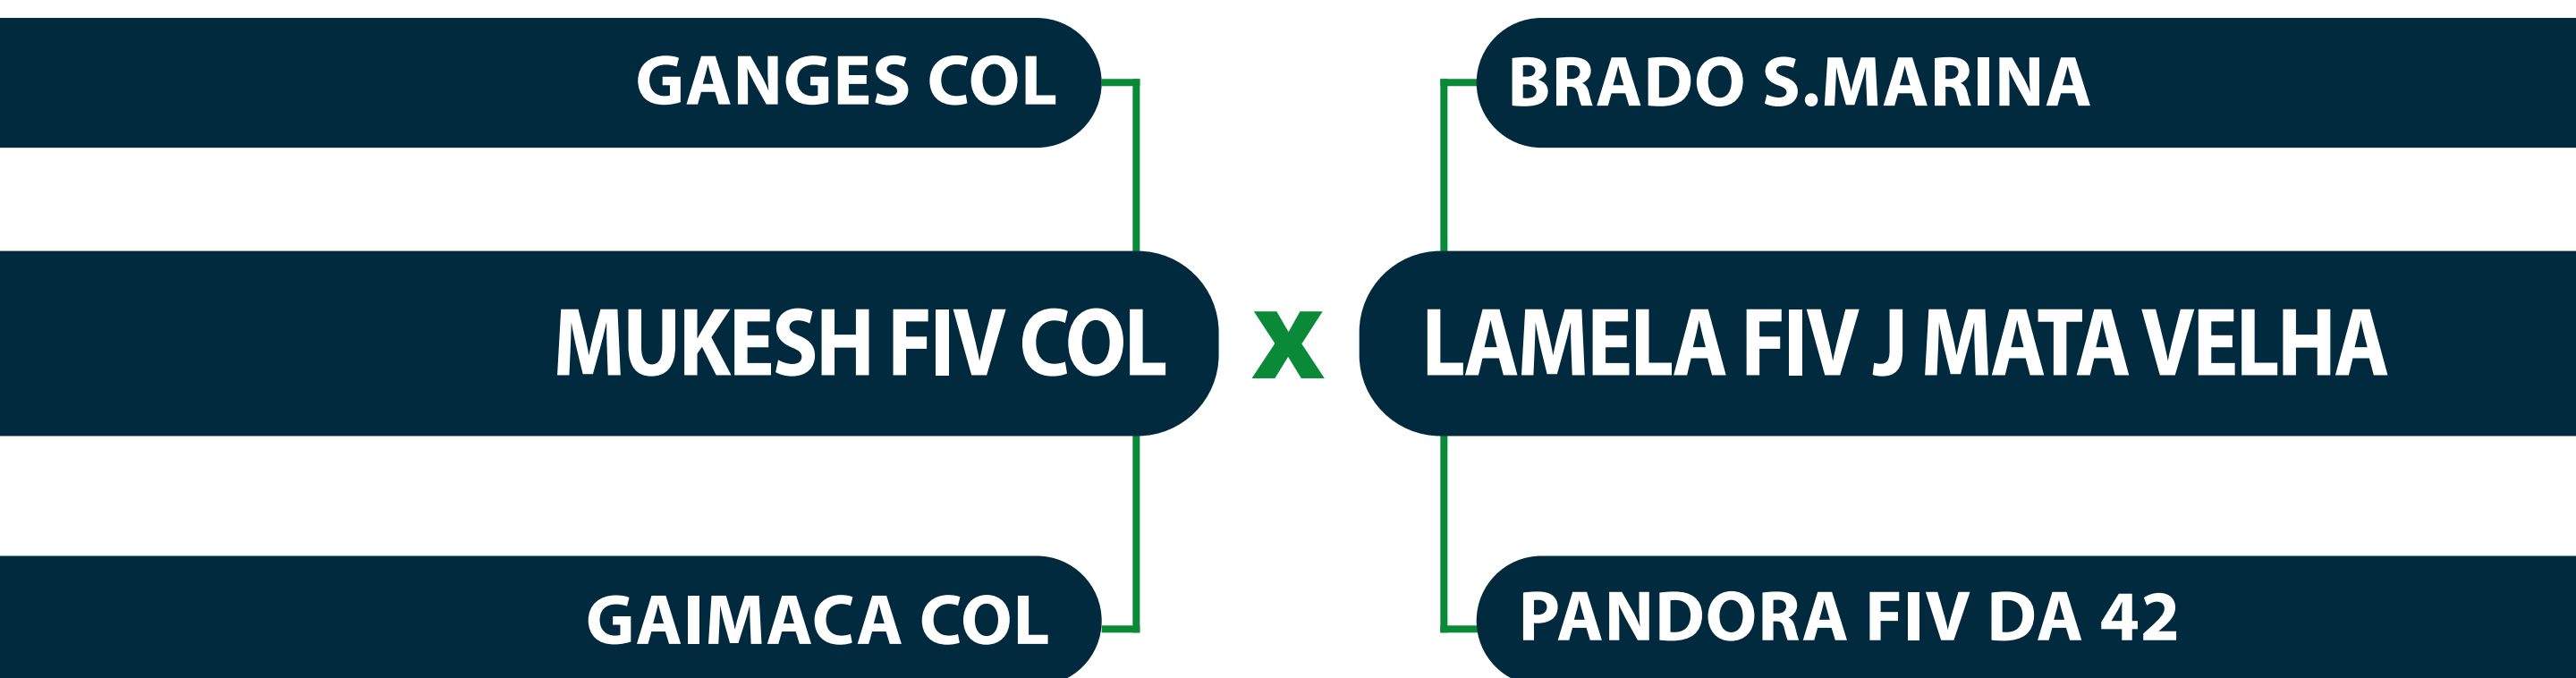 GANGES COL
BRADO S.MARINA
MUKESH FIV COL X LAMELA FIV J MATA VELHA
GAIMACA COL
PANDORA FIV DA 42